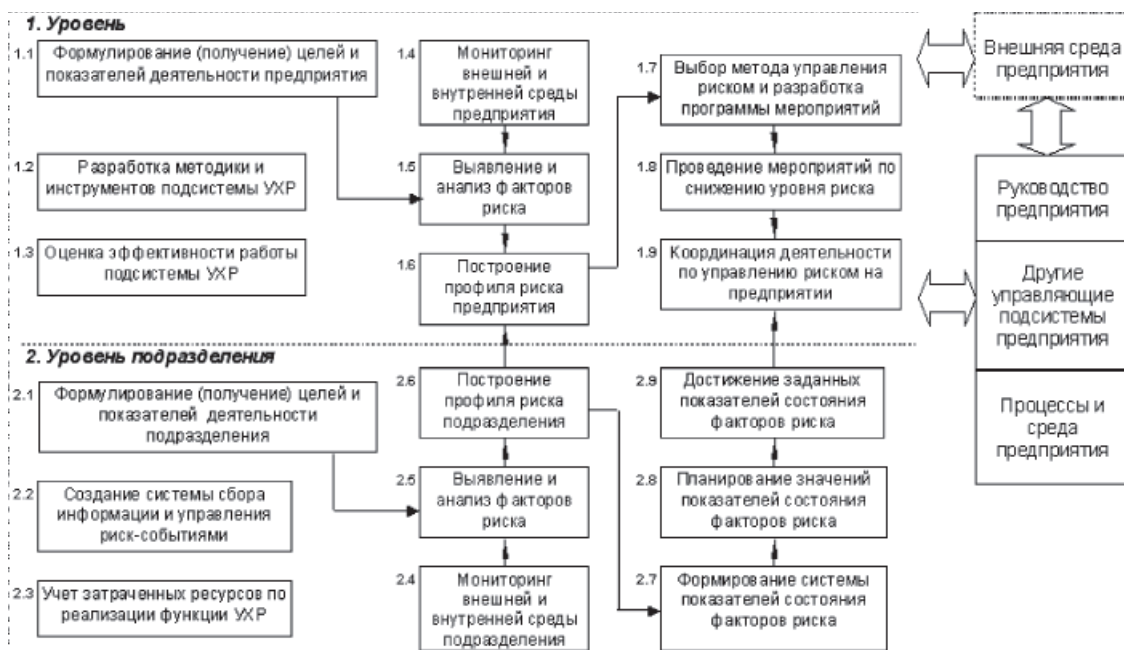 1. Уровень
1.1
Формулирование (получение) целей и
показателей деятельности предприятия
1.2
Разработка методики и
инструментов подсистемы УХР
1.3
Оценка эффективности работы
подсистемы УХР
1.4
Мониторинг
внешней и
внутренней среды
предприятия
1.5
Выявление и
анализ факторов
риска
1.6
Построение
профиля риска
предприятия
1.7
Выбор метода управления
риском и разработка
программы мероприятий
1.8
Проведение мероприятий по
снижению уровня риска
1.9
Координация деятельности
по управлению риском на
предприятии
Внешняя среда
предприятия
Руководство
предприятия
Другие
управляющие
подсистемы
предприятия
Процессы и
среда
предприятия
2. Уровень подразделения
2.1
Формулирование (получение) целей и
показателей деятельности
подразделения
2.2
Создание системы сбора
информации и управления
риск-событиями
2.3
Учет затраченных ресурсов по
реализации функции УХР
2.6
Построение
профиля риска
подразделения
2.5
Выявление и
анализ факторов
риска
2.4
Мониторинг
внешней и
внутренней среды
подразделения
2.9
Достижение заданных
показателей состояния
факторов риска
2.8
Планирование значений
показателей состояния
факторов риска
2.7
Формирование системы
показателей состояния
факторов риска